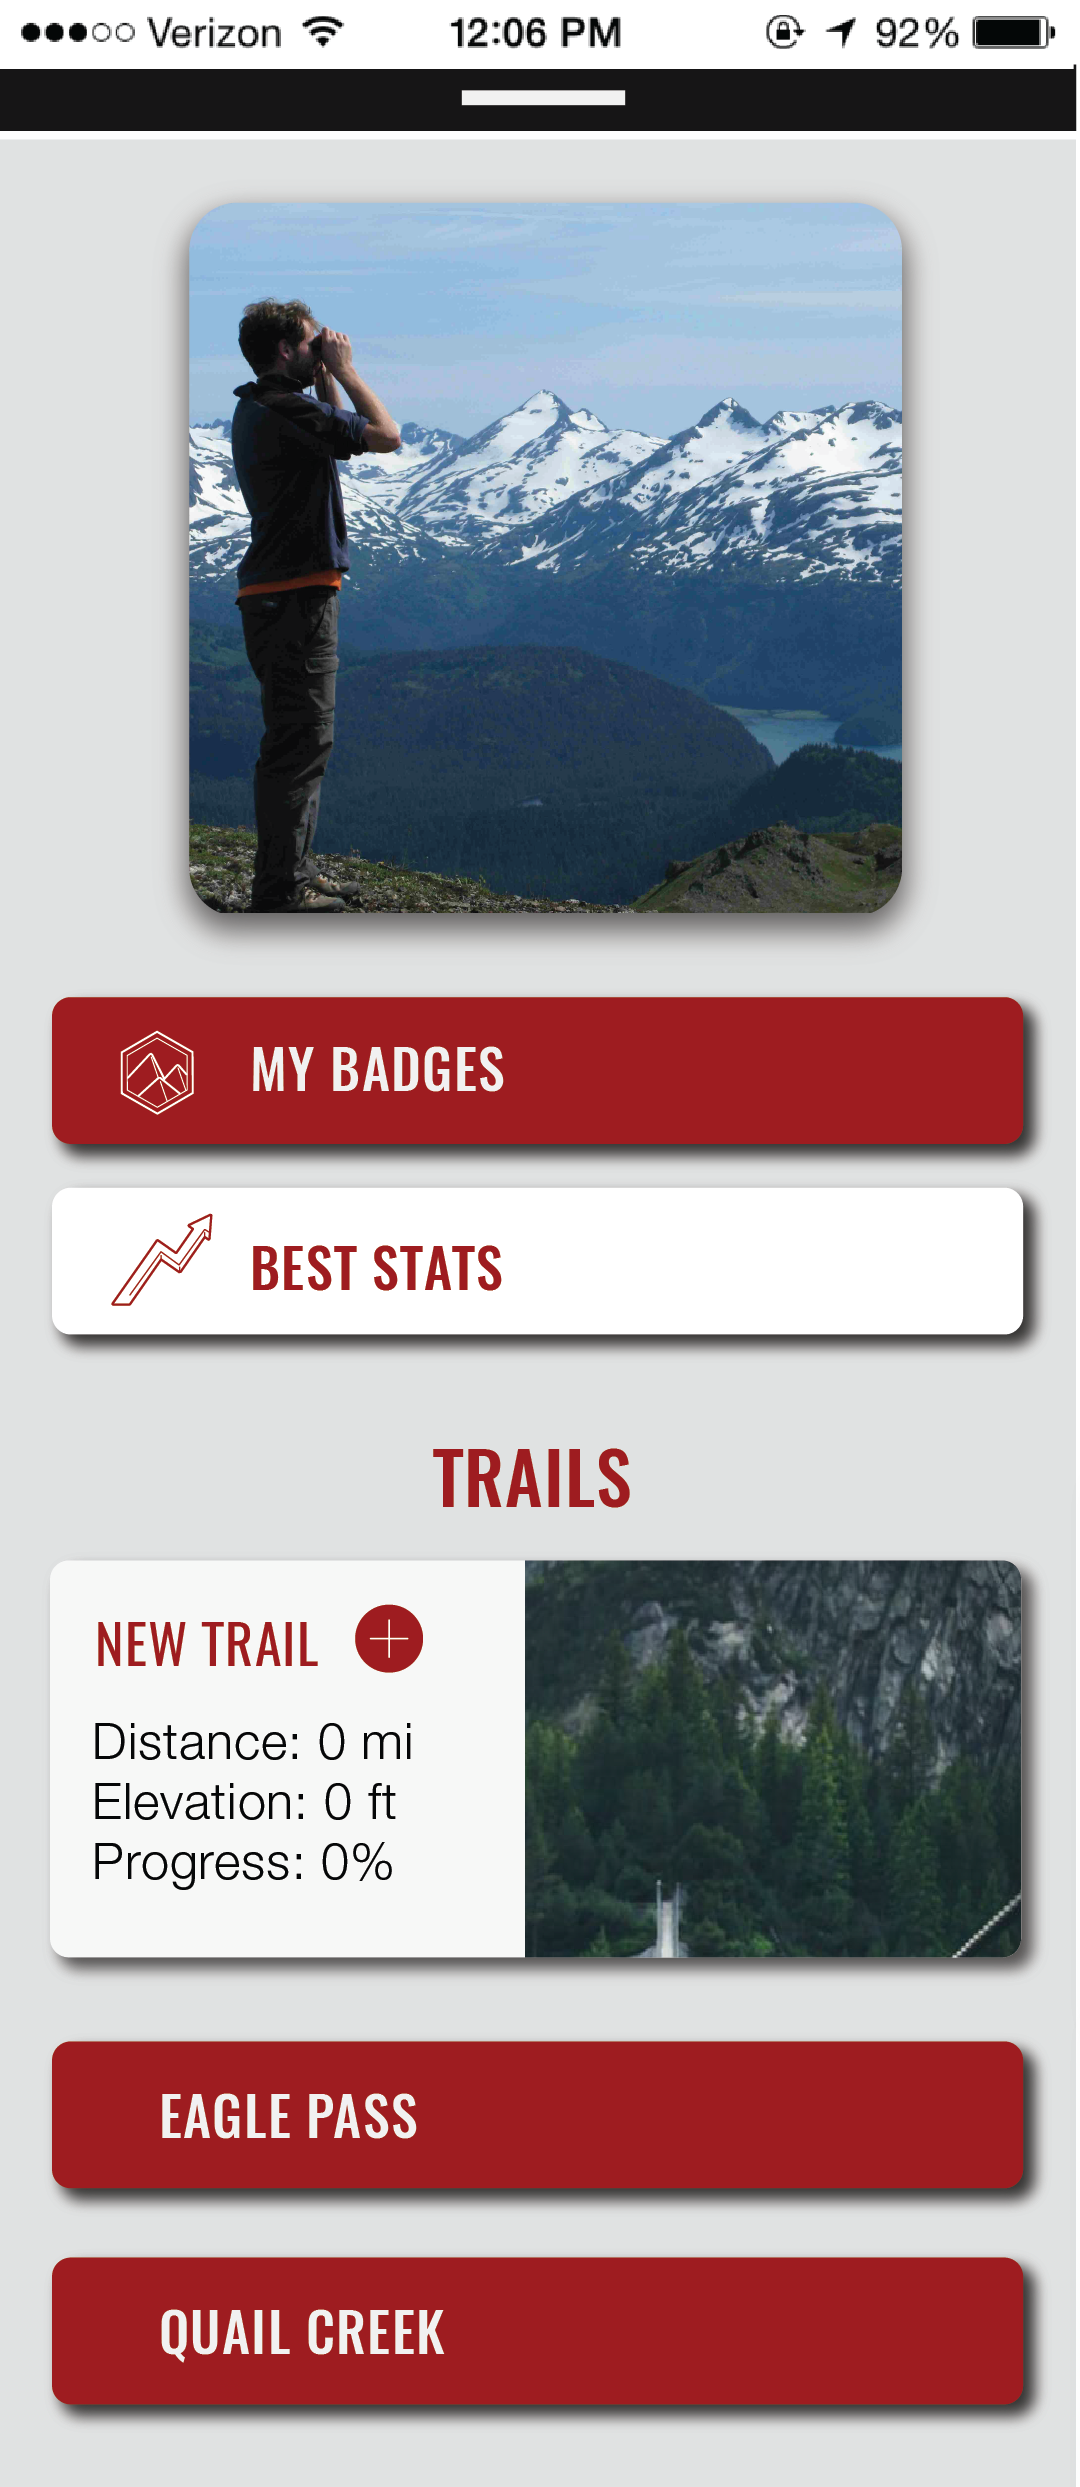 Verizon 12:06 PM 92%
MY BADGES
BEST STATS
TRAILS
NEW TRAIL
Distance: 0 mi
Elevation: 0 ft
Progress: 0%
EAGLE PASS
QUAIL CREEK